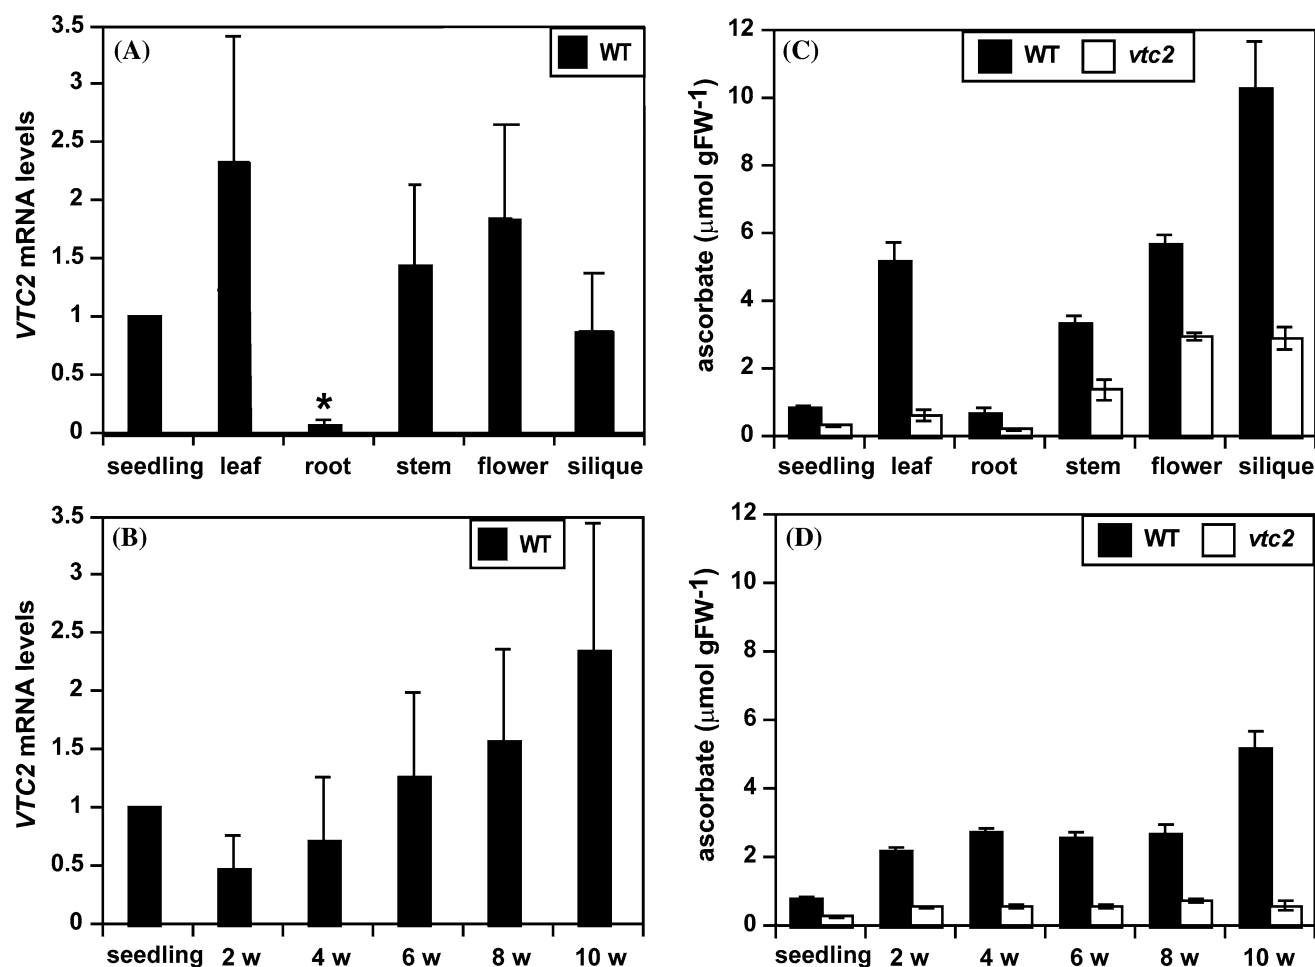 (A)
WT
VTC2 mRNA levels
3.5
3
2.5
2
1.5
1
0.5
0
*
seedling leaf root stem flower silique
(C)
WT vtc2
ascorbate (μmol gFW-1)
12
10
8
6
4
2
0
seedling leaf root stem flower silique
(B)
WT
VTC2 mRNA levels
3.5
3
2.5
2
1.5
1
0.5
0
seedling 2 w 4 w 6 w 8 w 10 w
(D)
WT vtc2
ascorbate (μmol gFW-1)
12
10
8
6
4
2
0
seedling 2 w 4 w 6 w 8 w 10 w